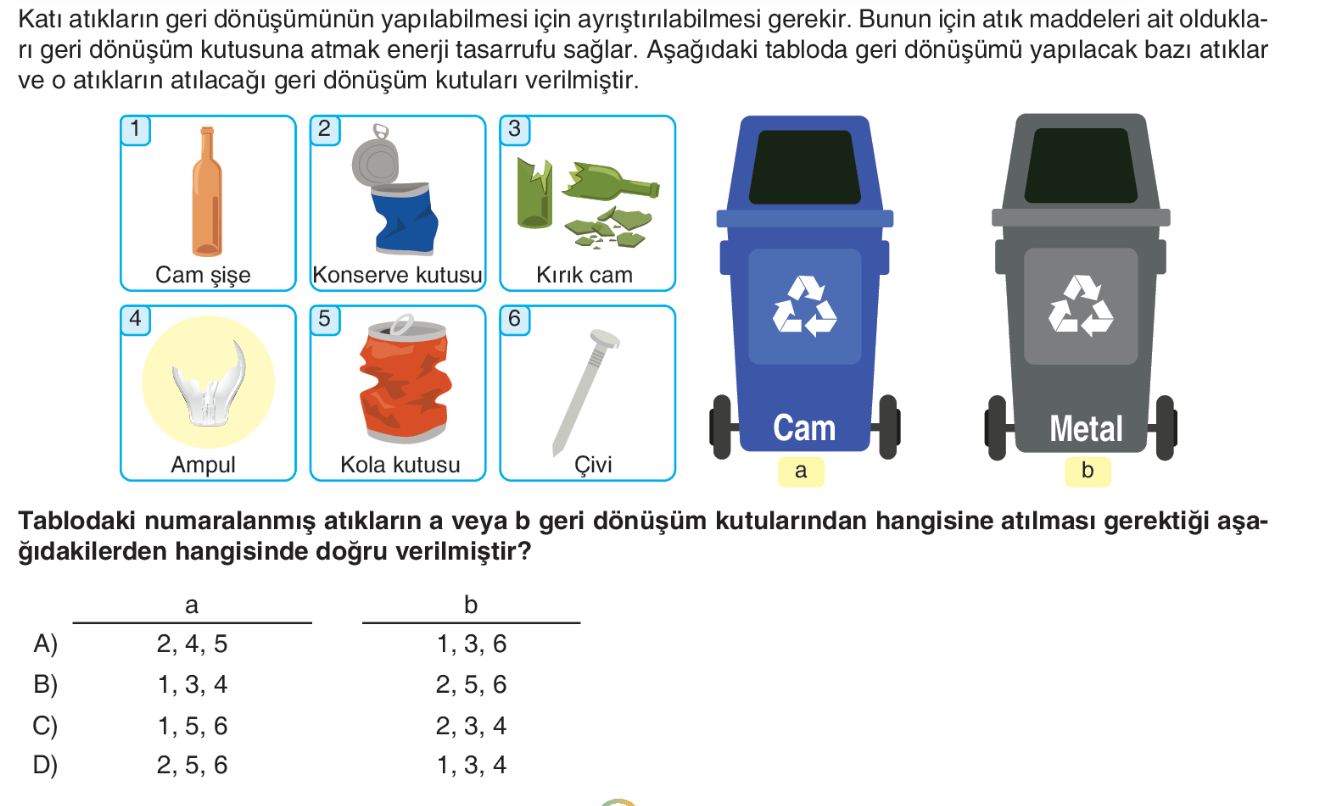 Katı atıkların geri dönüşümünün yapılabilmesi için ayrıştırılabilmesi gerekir. Bunun için atık maddeleri ait oldukla-
rı geri dönüşüm kutusuna atmak enerji tasarrufu sağlar. Aşağıdaki tabloda geri dönüşümü yapılacak bazı atıklar
ve o atıkların atılacağı geri dönüşüm kutuları verilmiştir.
1
2
3
Cam şişe
Konserve kutusu
Kırık cam
4
5
6
Ampul
Kola kutusu
Çivi
Cam
Metal
a
b
Tablodaki numaralanmış atıkların a veya b geri dönüşüm kutularından hangisine atılması gerektiği aşa-
ğıdakilerden hangisinde doğru verilmiştir?
a b
A) 2, 4, 5 1, 3, 6
B) 1, 3, 4 2, 5, 6
C) 1, 5, 6 2, 3, 4
D) 2, 5, 6 1, 3, 4